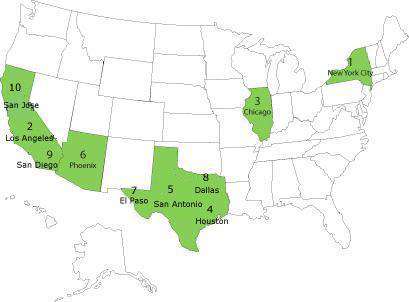 1
New York City
10
San Jose
3
Chicago
2
Los Angeles
9
San Diego
6
Phoenix
8
Dallas
7
El Paso
5
San Antonio
4
Houston